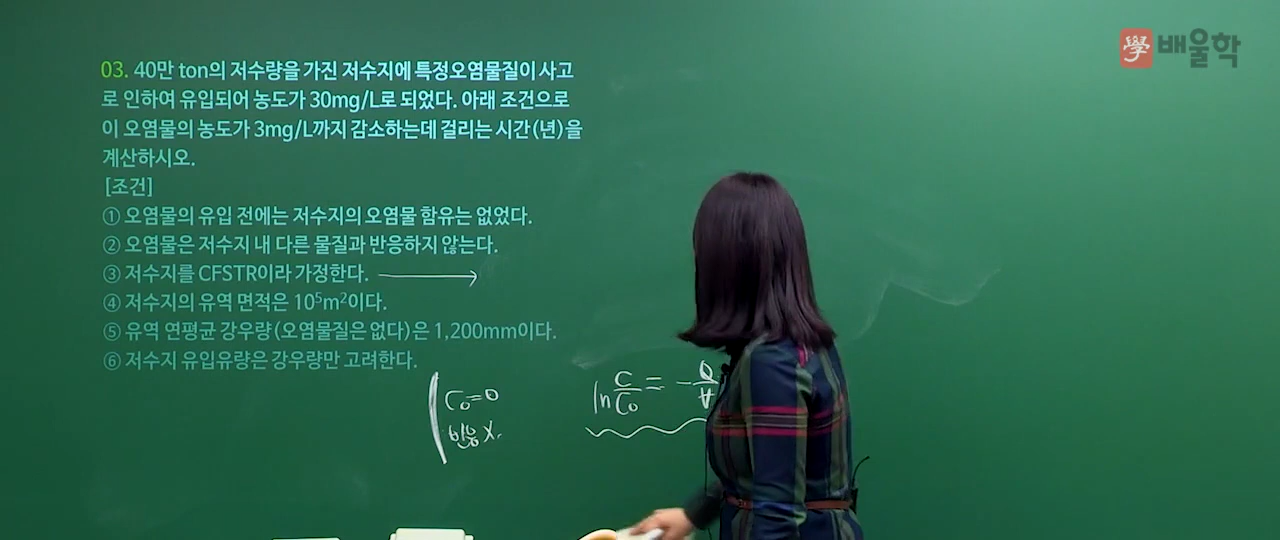 學 배울학
03. 40만 ton의 저수량을 가진 저수지에 특정오염물질이 사고
로 인하여 유입되어 농도가 30mg/L로 되었다. 아래 조건으로
이 오염물의 농도가 3mg/L까지 감소하는데 걸리는 시간(년)을
계산하시오.
[조건]
① 오염물의 유입 전에는 저수지의 오염물 함유는 없었다.
② 오염물은 저수지 내 다른 물질과 반응하지 않는다.
③ 저수지를 CFSTR이라 가정한다.
④ 저수지의 유역 면적은 10⁵m²이다.
⑤ 유역 연평균 강우량(오염물질은 없다)은 1,200mm이다.
⑥ 저수지 유입유량은 강우량만 고려한다.
C₀=0
반응 X.
ln C/C₀ = - Q/V